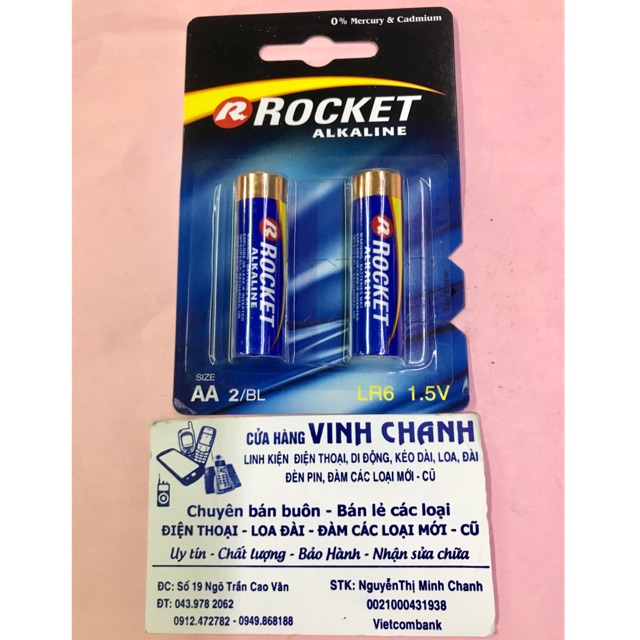 0% Mercury & Cadmium
R ROCKET
ALKALINE
R ROCKET
ALKALINE
R ROCKET
ALKALINE
SIZE
AA 2/BL
LR6 1.5V
CỬA HÀNG VINH CHANH
LINH KIỆN ĐIỆN THOẠI, DI ĐỘNG, KÉO DÀI, LOA, ĐÀI
ĐÈN PIN, ĐÀM CÁC LOẠI MỚI - CŨ
Chuyên bán buôn - Bán lẻ các loại
ĐIỆN THOẠI - LOA ĐÀI - ĐÀM CÁC LOẠI MỚI - CŨ
Uy tín - Chất lượng - Bảo Hành - Nhận sửa chữa
ĐC: Số 19 Ngõ Trần Cao Vân
ĐT: 043.978 2062
0912.472782 - 0949.868188
STK: NguyễnThị Minh Chanh
0021000431938
Vietcombank